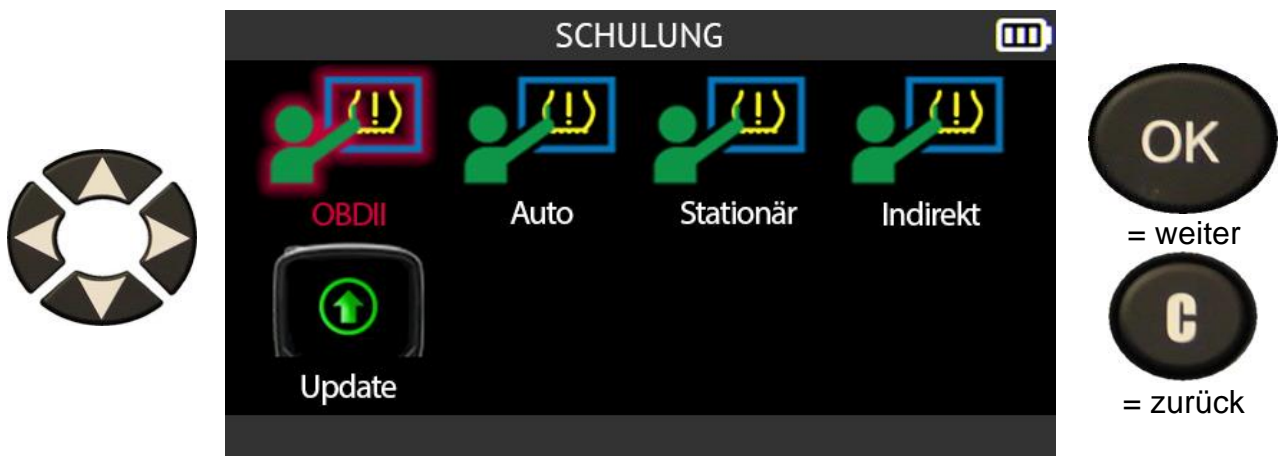 SCHULUNG
OBDII Auto Stationär Indirekt
Update
OK
= weiter
C
= zurück